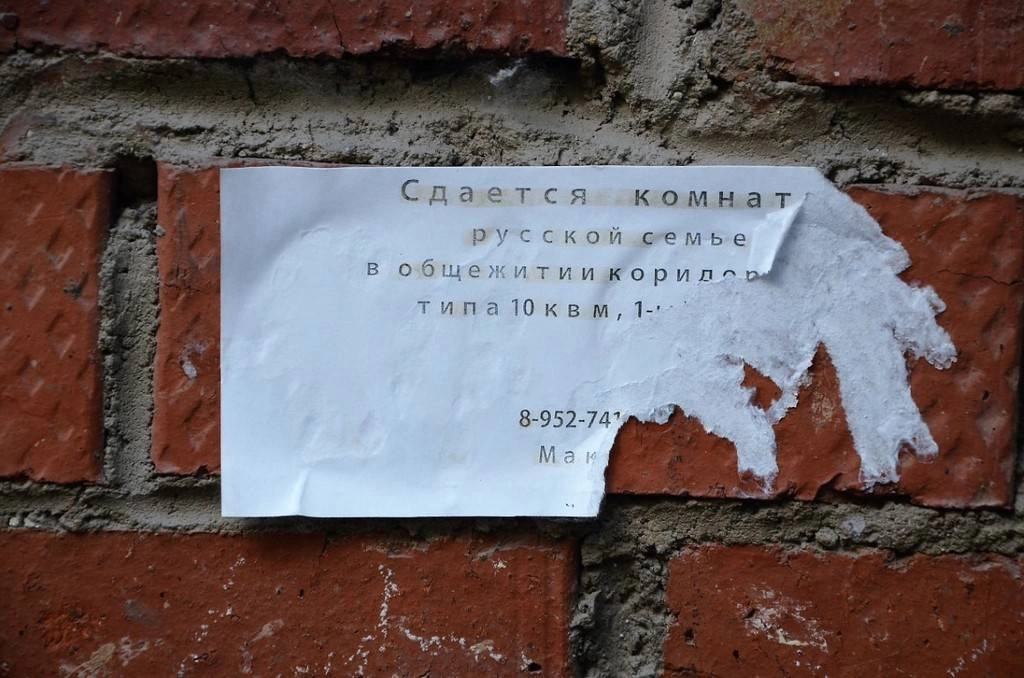 Сдается комнат
русской семье
в общежитии коридор
типа 10 кв м, 1-
8-952-741
Мак